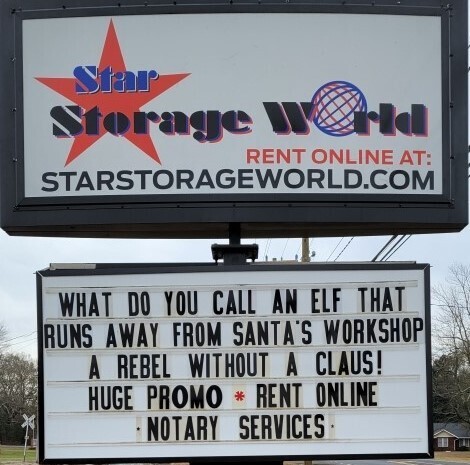 Star
Storage World
RENT ONLINE AT:
STARSTORAGEWORLD.COM
WHAT DO YOU CALL AN ELF THAT
RUNS AWAY FROM SANTA'S WORKSHOP
A REBEL WITHOUT A CLAUS!
HUGE PROMO * RENT ONLINE
· NOTARY SERVICES ·